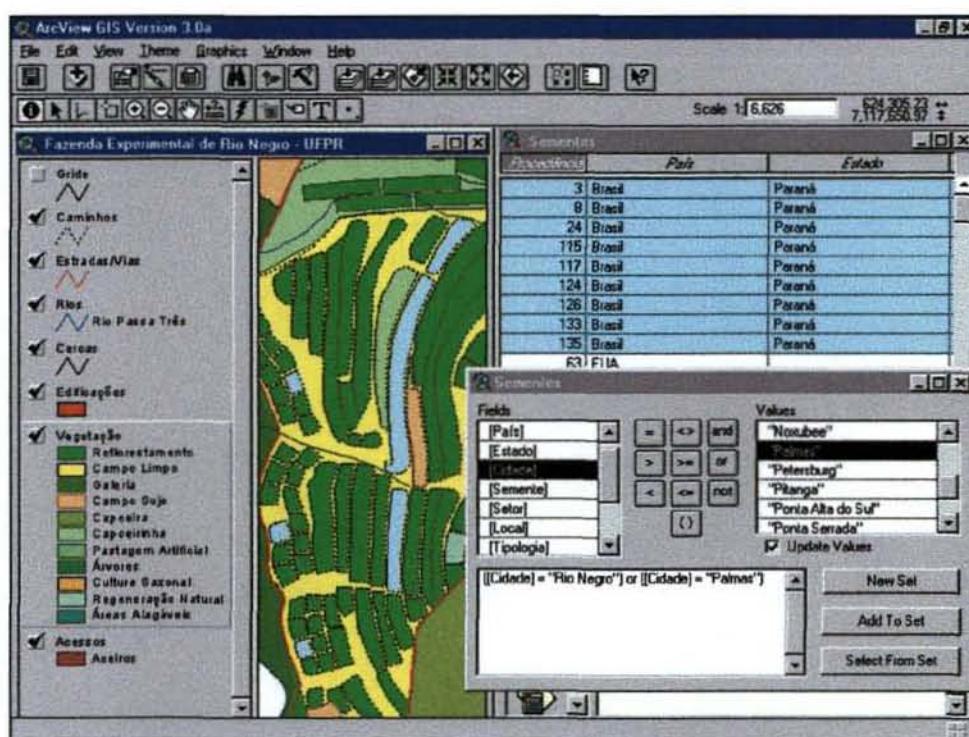 ArcView GIS Version 3.0a
File Edit View Theme Graphics Window Help
Scale 1: 6,626
624,305.23
7,117,650.97
Fazenda Experimental de Rio Negro - UFPR
Gride
Caminhos
Estradas/Vias
Rios
Rio Passa Três
Cercas
Edificações
Vegetação
Reflorestamento
Campo Limpo
Galeria
Campo Sujo
Capoeira
Capoeirinha
Pastagem Artificial
Árvores
Cultura Sazonal
Regeneração Natural
Áreas Alagáveis
Acessos
Aceiros
Sementes
Procedência País Estado
3 Brasil Paraná
8 Brasil Paraná
24 Brasil Paraná
115 Brasil Paraná
117 Brasil Paraná
124 Brasil Paraná
126 Brasil Paraná
133 Brasil Paraná
135 Brasil Paraná
63 EUA
Sementes
Fields
[País]
[Estado]
[Cidade]
[Semente]
[Setor]
[Local]
[Tipologia]
= <> and
> >= or
< <= not
( )
Values
"Noxubee"
"Palmas"
"Petersburg"
"Pitanga"
"Ponta Alta do Sul"
"Ponta Serrada"
Update Values
([Cidade] = "Rio Negro") or ([Cidade] = "Palmas")
New Set
Add To Set
Select From Set